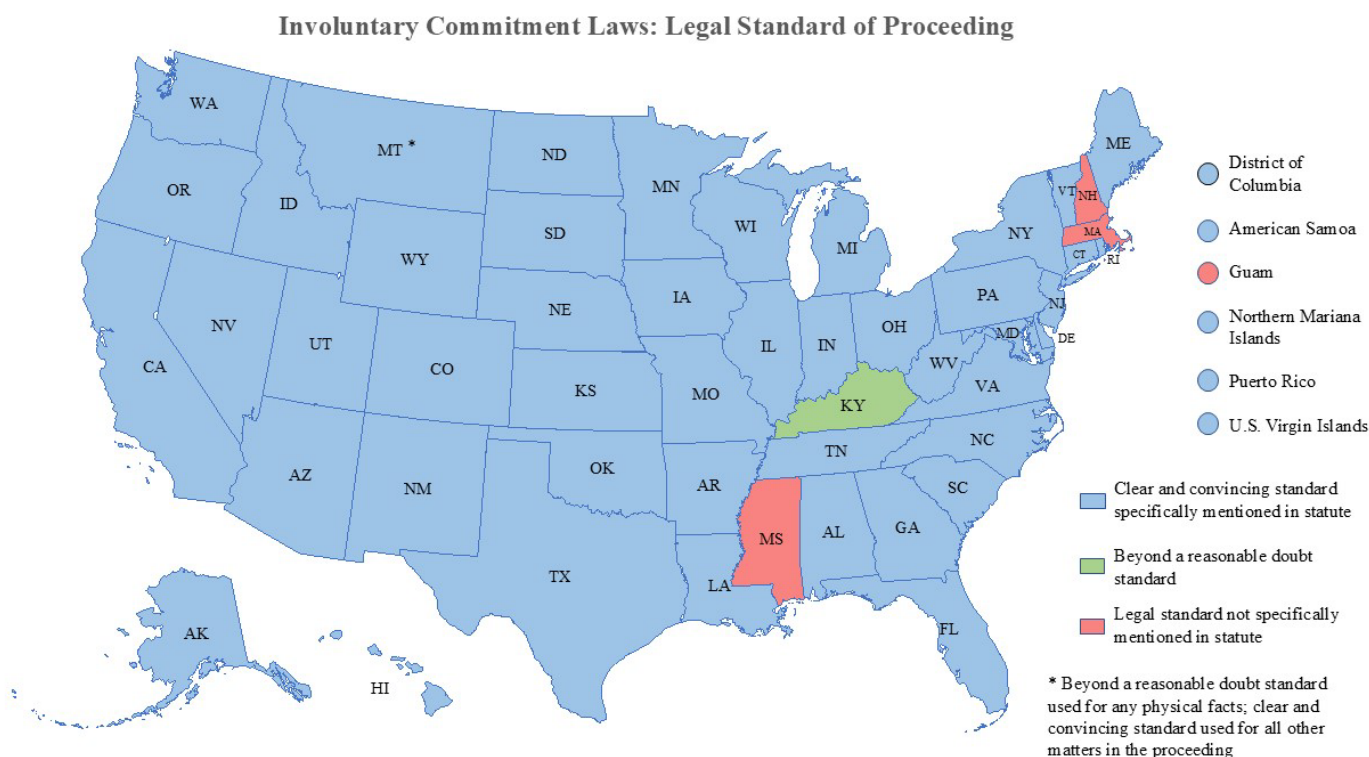 Involuntary Commitment Laws: Legal Standard of Proceeding
WA
OR
CA
ID
NV
MT *
WY
UT
AZ
CO
NM
ND
SD
NE
KS
OK
TX
MN
IA
MO
AR
LA
WI
IL
MI
IN
OH
KY
TN
MS
AL
GA
FL
SC
NC
VA
WV
MD
DE
PA
NJ
NY
CT
RI
MA
VT
NH
ME
AK
HI
District of
Columbia
American Samoa
Guam
Northern Mariana
Islands
Puerto Rico
U.S. Virgin Islands
Clear and convincing standard
specifically mentioned in statute
Beyond a reasonable doubt
standard
Legal standard not specifically
mentioned in statute
* Beyond a reasonable doubt standard
used for any physical facts; clear and
convincing standard used for all other
matters in the proceeding